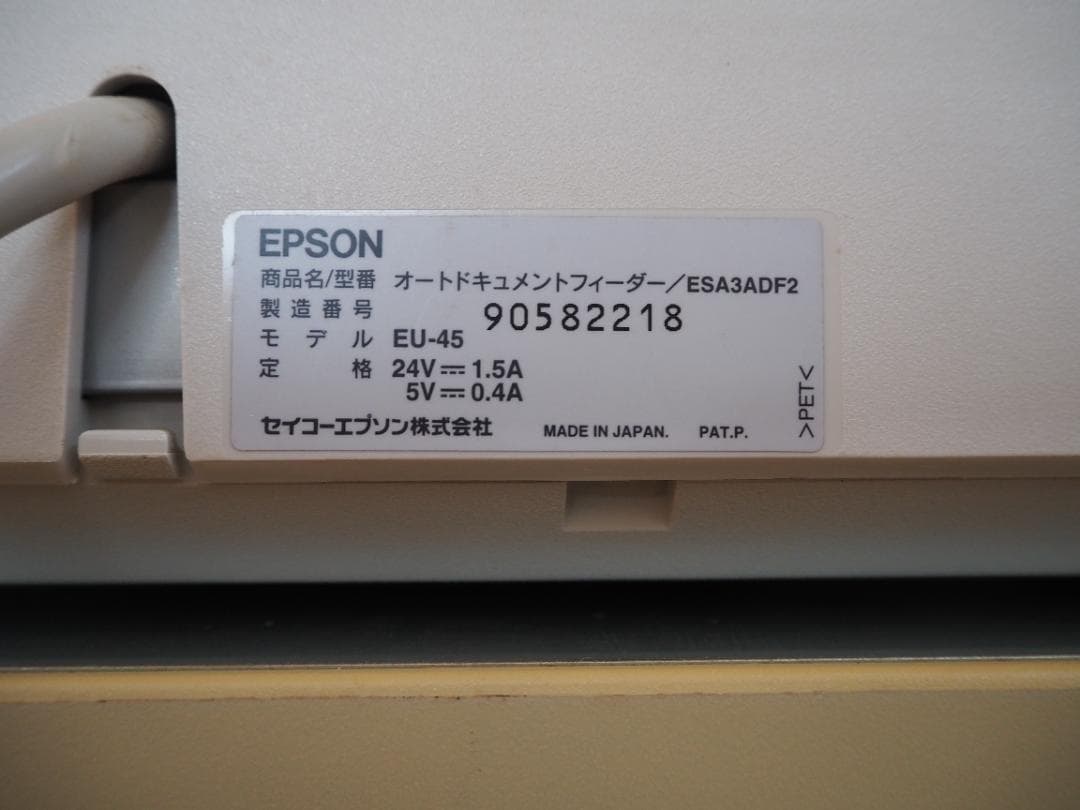 EPSON
商品名/型番 オートドキュメントフィーダー/ESA3ADF2
製造番号 90582218
モデル EU-45
定格 24V⎓1.5A
5V⎓0.4A
セイコーエプソン株式会社 MADE IN JAPAN. PAT.P.
>PET<